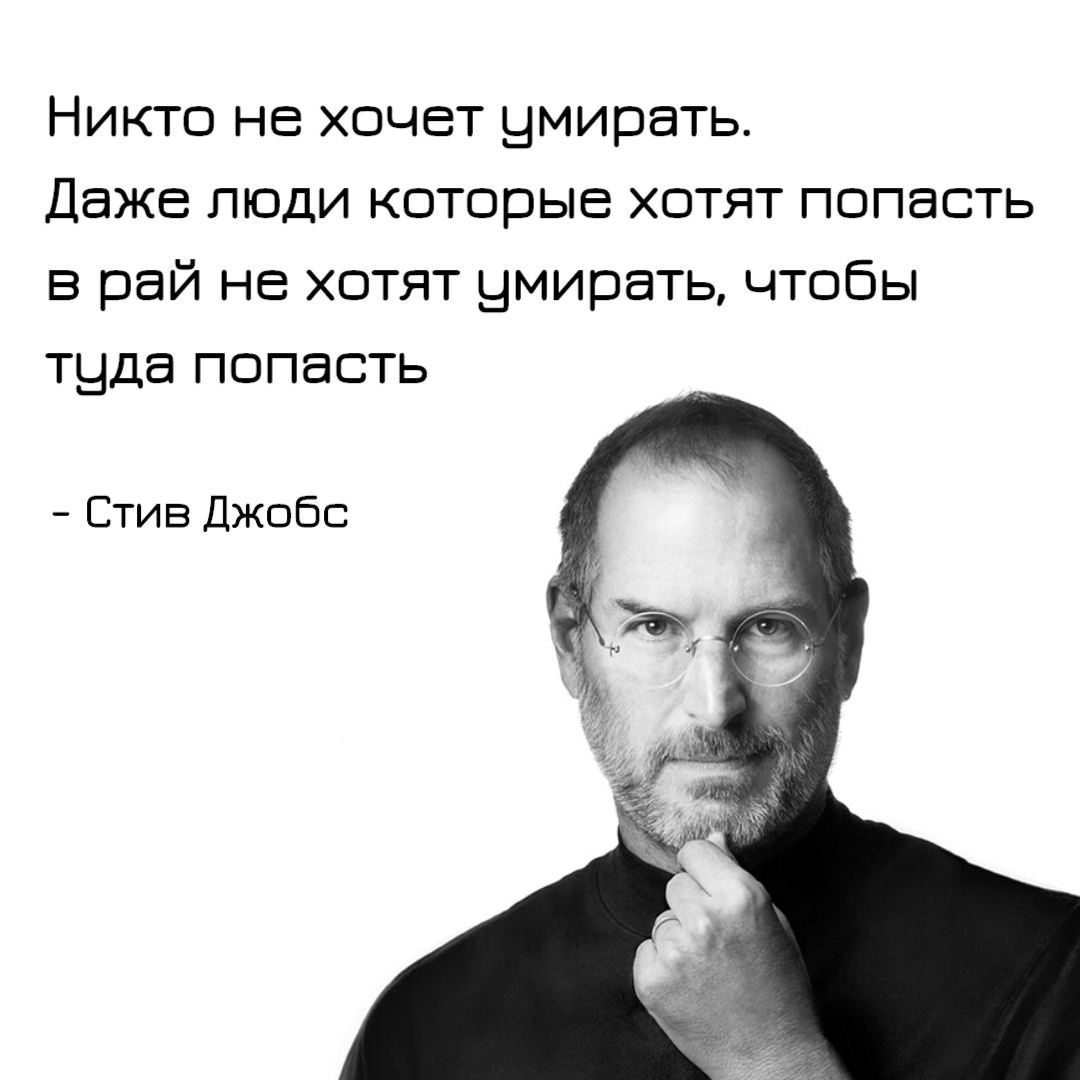 Никто не хочет умирать.
Даже люди которые хотят попасть
в рай не хотят умирать, чтобы
туда попасть
- Стив Джобс